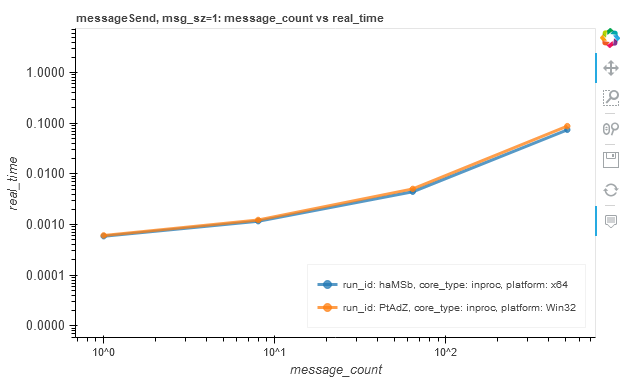 messageSend, msg_sz=1: message_count vs real_time
1.0000
0.1000
0.0100
0.0010
0.0001
0.0000
real_time
run_id: haMSb, core_type: inproc, platform: x64
run_id: PtAdZ, core_type: inproc, platform: Win32
10^0
10^1
10^2
message_count